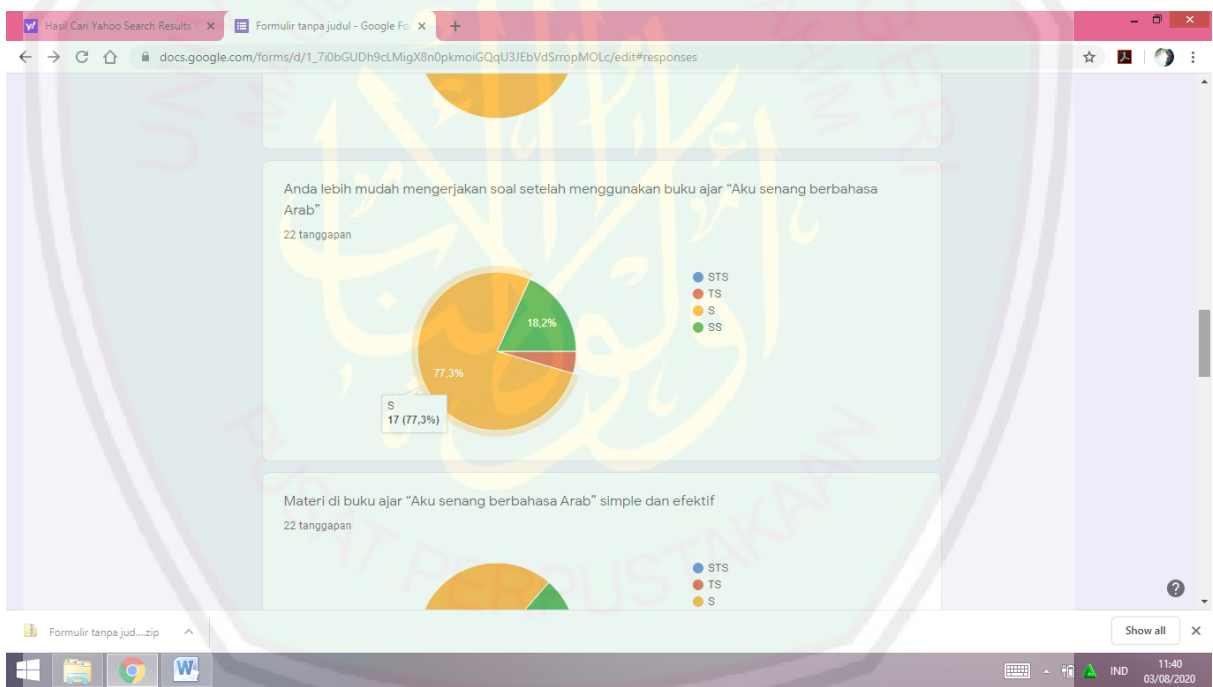 Hasil Cari Yahoo Search Results
Formulir tanpa judul - Google Fo
docs.google.com/forms/d/1_7i0bGUDh9cLMigX8n0pkmoiGQqU3JEbVdSrropMOLc/edit#responses
Anda lebih mudah mengerjakan soal setelah menggunakan buku ajar “Aku senang berbahasa
Arab”
22 tanggapan
STS
TS
S
SS
18,2%
77,3%
S
17 (77,3%)
Materi di buku ajar “Aku senang berbahasa Arab” simple dan efektif
22 tanggapan
STS
TS
S
PUSAT PERPUSTAKAAN
Formulir tanpa jud....zip
Show all
IND
11:40
03/08/2020